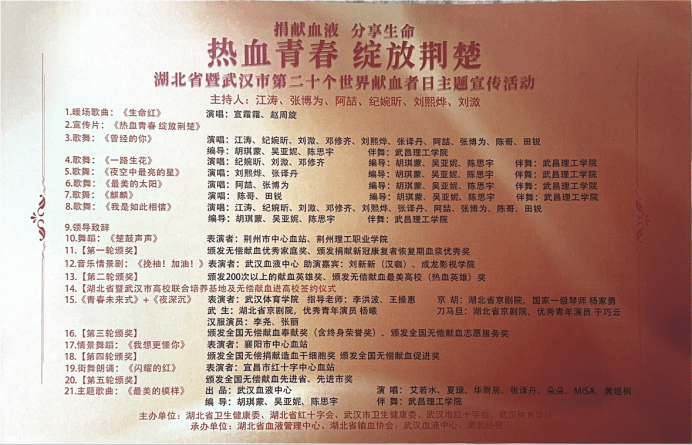 捐献血液 分享生命
热血青春 绽放荆楚
湖北省暨武汉市第二十个世界献血者日主题宣传活动
主持人：江涛、张博为、阿喆、纪婉昕、刘熙烨、刘溦
1.暖场歌曲：《生命红》 演唱：宣霏霏、赵周旋
2.宣传片：《热血青春 绽放荆楚》
3.歌舞：《曾经的你》 演唱：江涛、纪婉昕、刘溦、邓修齐、刘熙烨、张译丹、阿喆、张博为、陈哥、田锐
编导：胡琪蒙、吴亚妮、陈思宇 伴舞：武昌理工学院
4.歌舞：《一路生花》 演唱：纪婉昕、刘溦、邓修齐 编导：胡琪蒙、吴亚妮、陈思宇 伴舞：武昌理工学院
5.歌舞：《夜空中最亮的星》 演唱：刘熙烨、张译丹 编导：胡琪蒙、吴亚妮、陈思宇 伴舞：武昌理工学院
6.歌舞：《最美的太阳》 演唱：阿喆、张博为 编导：胡琪蒙、吴亚妮、陈思宇 伴舞：武昌理工学院
7.歌舞：《麒麟》 演唱：陈哥、田锐 编导：胡琪蒙、吴亚妮、陈思宇 伴舞：武昌理工学院
8.歌舞：《我是如此相信》 演唱：江涛、纪婉昕、刘溦、邓修齐、刘熙烨、张译丹、阿喆、张博为、陈哥、田锐
编导：胡琪蒙、吴亚妮、陈思宇 伴舞：武昌理工学院
9.领导致辞
10.舞蹈：《楚鼓声声》 表演者：荆州市中心血站、荆州理工职业学院
11.【第一轮颁奖】 颁发无偿献血优秀家庭奖、颁发捐献新冠康复者恢复期血浆优秀奖
12.音乐情景剧：《挽袖！加油！》表演者：武汉血液中心 助演嘉宾：刘新新（汉咖）、成龙影视学院
13.【第二轮颁奖】 颁发200次以上的献血英雄奖、颁发无偿献血最美高校（热血英雄）奖
14.【湖北省暨武汉市高校联合培养基地及无偿献血进高校签约仪式
15.《青春未来式》+《夜深沉》 表演者：武汉体育学院 指导老师：李洪波、王操惠 京 胡：湖北省京剧院，国家一级琴师 杨家勇
武 生：湖北省京剧院，优秀青年演员 杨曦 刀马旦：湖北省京剧院，优秀青年演员 于巧云
汉服演员：李尧、张丽
16.【第三轮颁奖】 颁发全国无偿献血奉献奖（含终身荣誉奖）、颁发全国无偿献血志愿服务奖
17.情景舞蹈：《我想更懂你》 表演者：襄阳市中心血站
18.【第四轮颁奖】 颁发全国无偿捐献造血干细胞奖 颁发全国无偿献血促进奖
19.街舞朗诵：《闪耀的红》 表演者：宜昌市红十字中心血站
20.【第五轮颁奖】 颁发全国无偿献血先进省、先进市奖
21.主题歌曲：《最美的模样》 出 品：武汉血液中心 演 唱：艾若水、夏璟、华尚辰、张译丹、朵朵、MISA、黄煜桐
编 导：胡琪蒙、吴亚妮、陈思宇 伴 舞：武昌理工学院
主办单位：湖北省卫生健康委、湖北省红十字会、武汉市卫生健康委、武汉市红十字会、武汉体育学院
承办单位：湖北省血液管理中心、湖北省输血协会、武汉血液中心、湖北经视